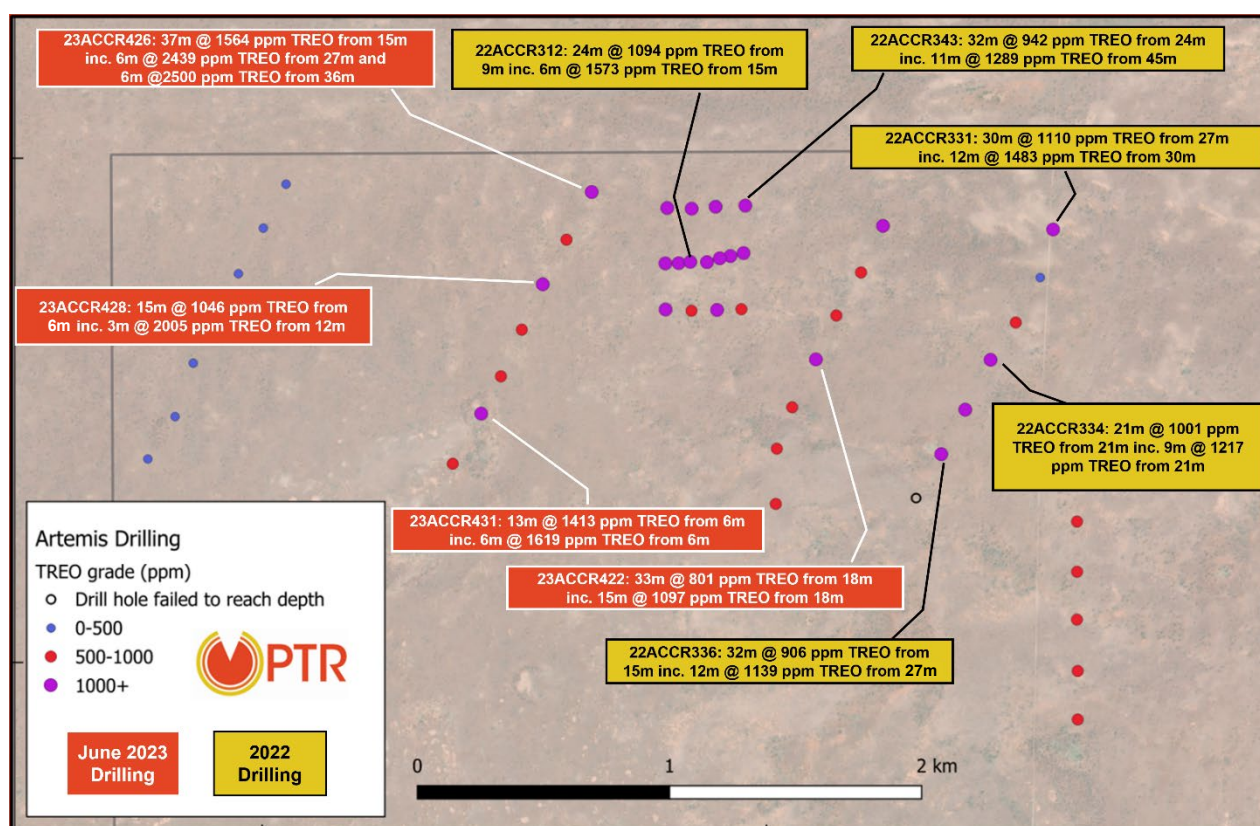 23ACCR426: 37m @ 1564 ppm TREO from 15m
inc. 6m @ 2439 ppm TREO from 27m and
6m @2500 ppm TREO from 36m
22ACCR312: 24m @ 1094 ppm TREO from
9m inc. 6m @ 1573 ppm TREO from 15m
22ACCR343: 32m @ 942 ppm TREO from 24m
inc. 11m @ 1289 ppm TREO from 45m
22ACCR331: 30m @ 1110 ppm TREO from 27m
inc. 12m @ 1483 ppm TREO from 30m
23ACCR428: 15m @ 1046 ppm TREO from
6m inc. 3m @ 2005 ppm TREO from 12m
22ACCR334: 21m @ 1001 ppm
TREO from 21m inc. 9m @ 1217
ppm TREO from 21m
23ACCR431: 13m @ 1413 ppm TREO from 6m
inc. 6m @ 1619 ppm TREO from 6m
23ACCR422: 33m @ 801 ppm TREO from 18m
inc. 15m @ 1097 ppm TREO from 18m
22ACCR336: 32m @ 906 ppm TREO from
15m inc. 12m @ 1139 ppm TREO from 27m
Artemis Drilling
TREO grade (ppm)
Drill hole failed to reach depth
0-500
500-1000
1000+
PTR
June 2023
Drilling
2022
Drilling
0 1 2 km